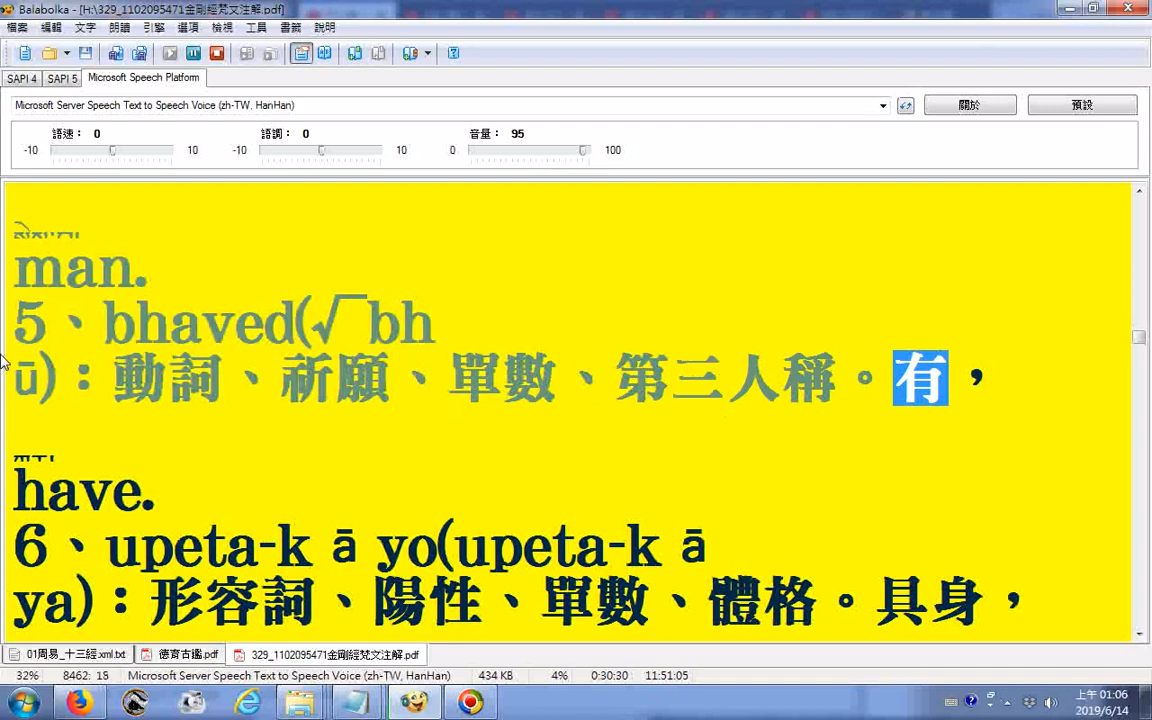 Balabolka - [H:\329_1102095471金剛經梵文注解.pdf]
檔案 編輯 文字 朗讀 引擎 選項 檢視 工具 書籤 說明
SAPI 4 SAPI 5 Microsoft Speech Platform
Microsoft Server Speech Text to Speech Voice (zh-TW, HanHan) 關於 預設
語速： 0 語調： 0 音量： 95
-10 10 -10 10 0 100
man.
5、bhaved(√bh
ū)：動詞、祈願、單數、第三人稱。有，
have.
6、upeta-k ā yo(upeta-k ā
ya)：形容詞、陽性、單數、體格。具身，
01周易_十三經.xml.txt 德育古鑑.pdf 329_1102095471金剛經梵文注解.pdf
32% 8462: 18 Microsoft Server Speech Text to Speech Voice (zh-TW, HanHan) 434 KB 4% 0:30:30 11:51:05
上午 01:06
2019/6/14